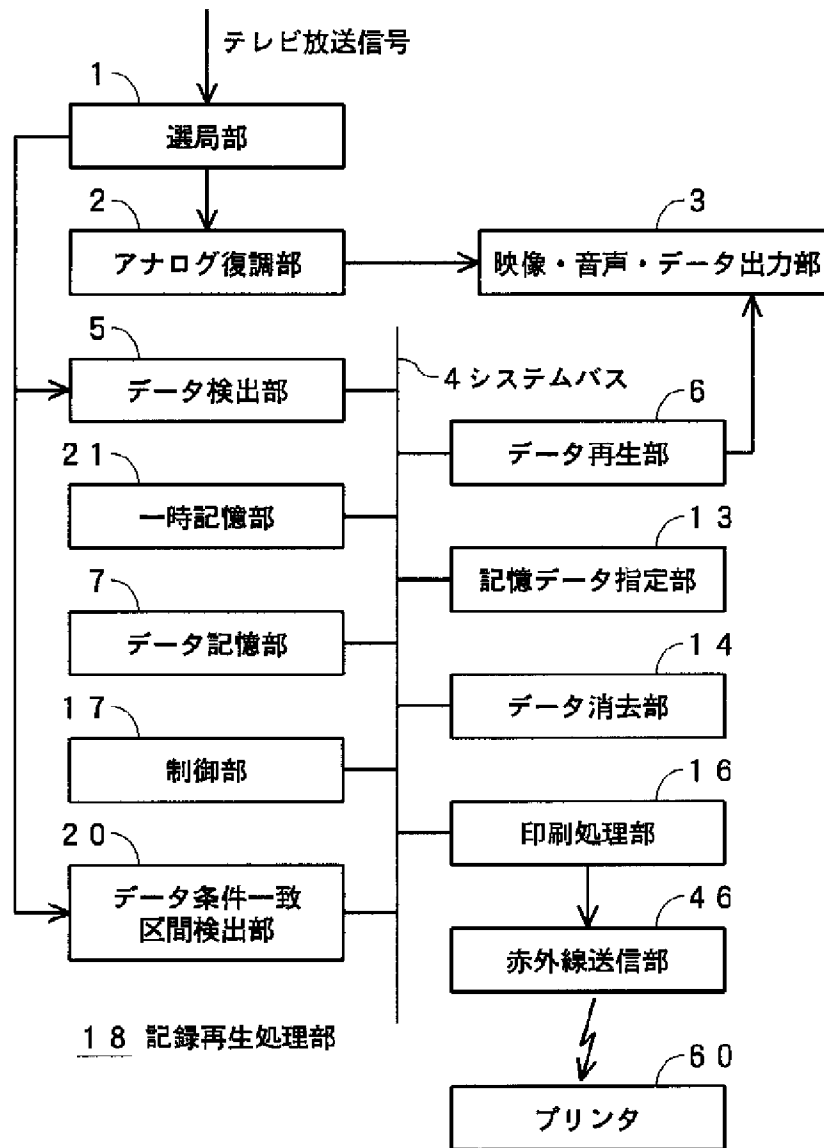 テレビ放送信号
1
選局部
2
アナログ復調部
3
映像・音声・データ出力部
5
データ検出部
4システムバス
6
データ再生部
21
一時記憶部
13
記憶データ指定部
7
データ記憶部
14
データ消去部
17
制御部
16
印刷処理部
20
データ条件一致
区間検出部
46
赤外線送信部
18 記録再生処理部
60
プリンタ